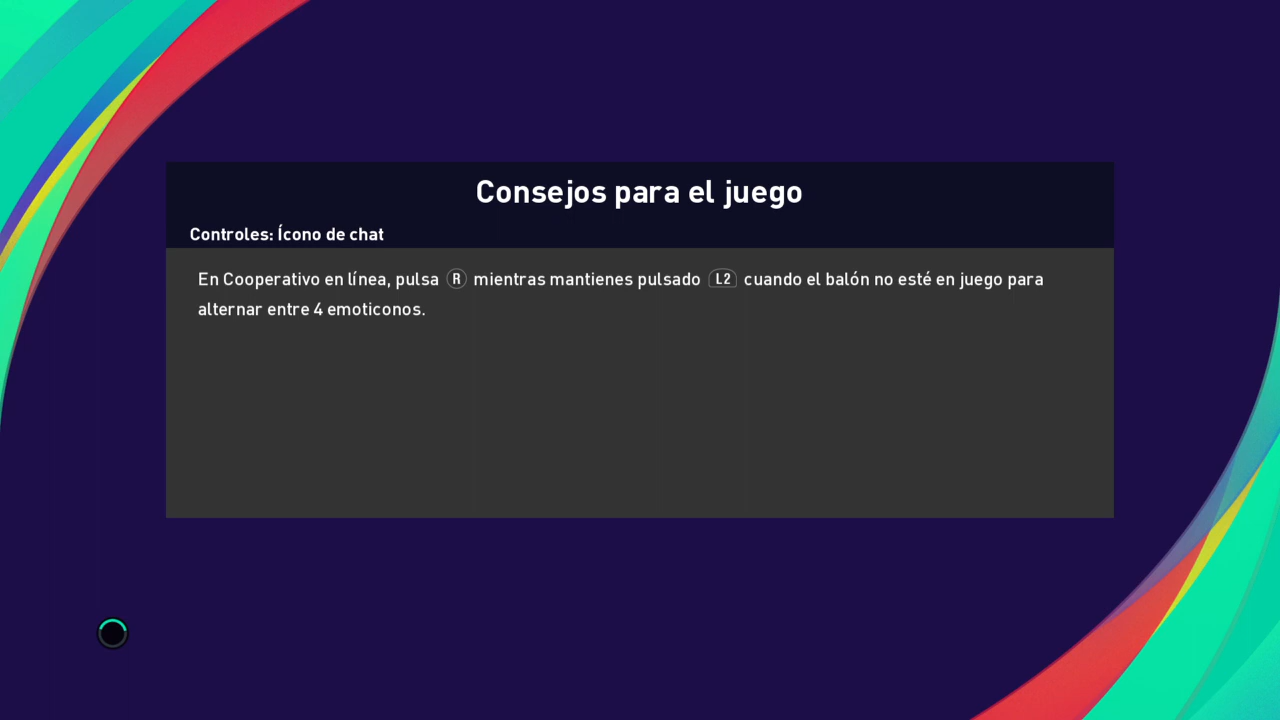 Consejos para el juego
Controles: Ícono de chat
En Cooperativo en línea, pulsa R mientras mantienes pulsado L2 cuando el balón no esté en juego para
alternar entre 4 emoticonos.